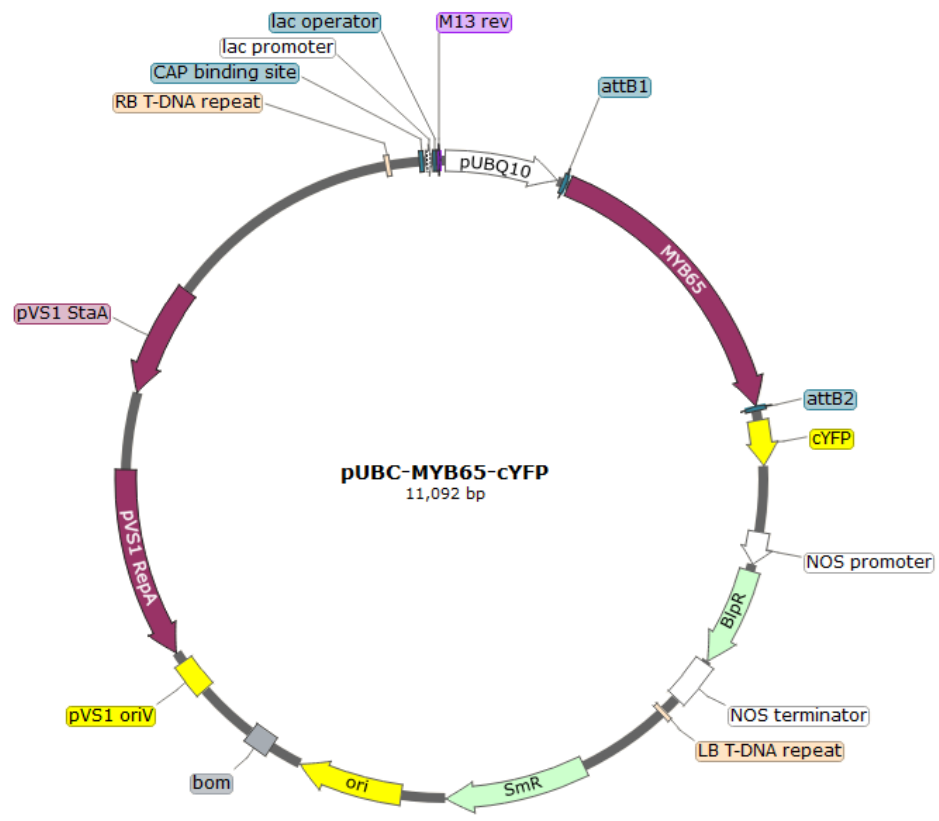 lac operator
M13 rev
lac promoter
CAP binding site
attB1
RB T-DNA repeat
pUBQ10
MYB65
pVS1 StaA
attB2
cYFP
pUBC-MYB65-cYFP
11,092 bp
pVS1 RepA
NOS promoter
BlpR
pVS1 oriV
NOS terminator
LB T-DNA repeat
bom
ori
SmR